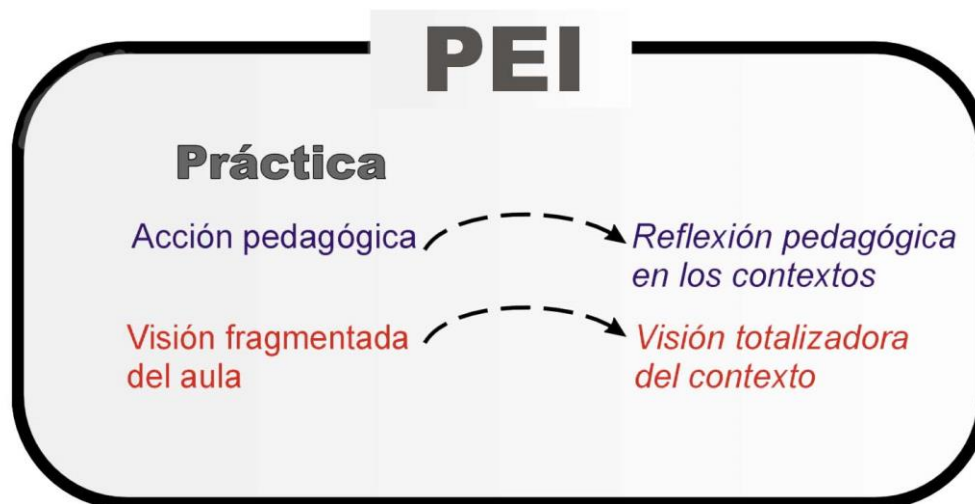 PEI
Práctica
Acción pedagógica
Reflexión pedagógica
en los contextos
Visión fragmentada
del aula
Visión totalizadora
del contexto